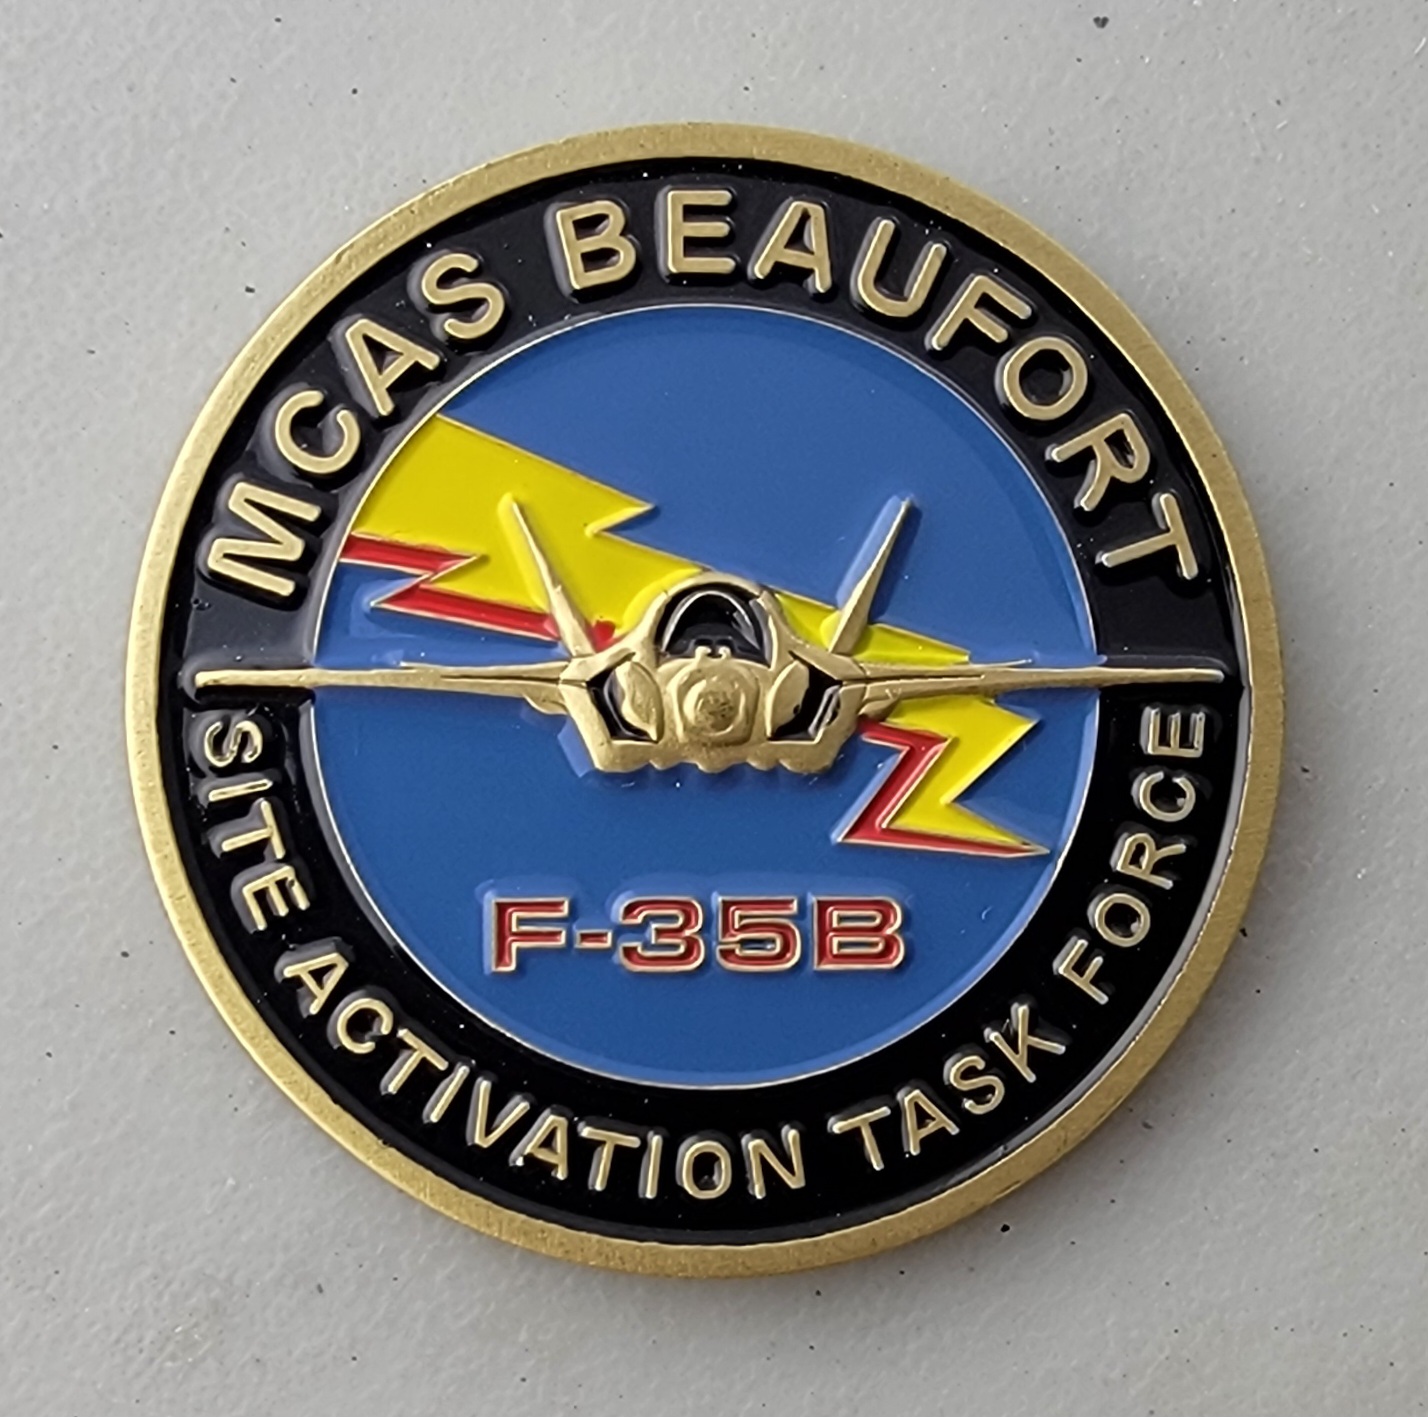 MCAS BEAUFORT
F-35B
SITE ACTIVATION TASK FORCE